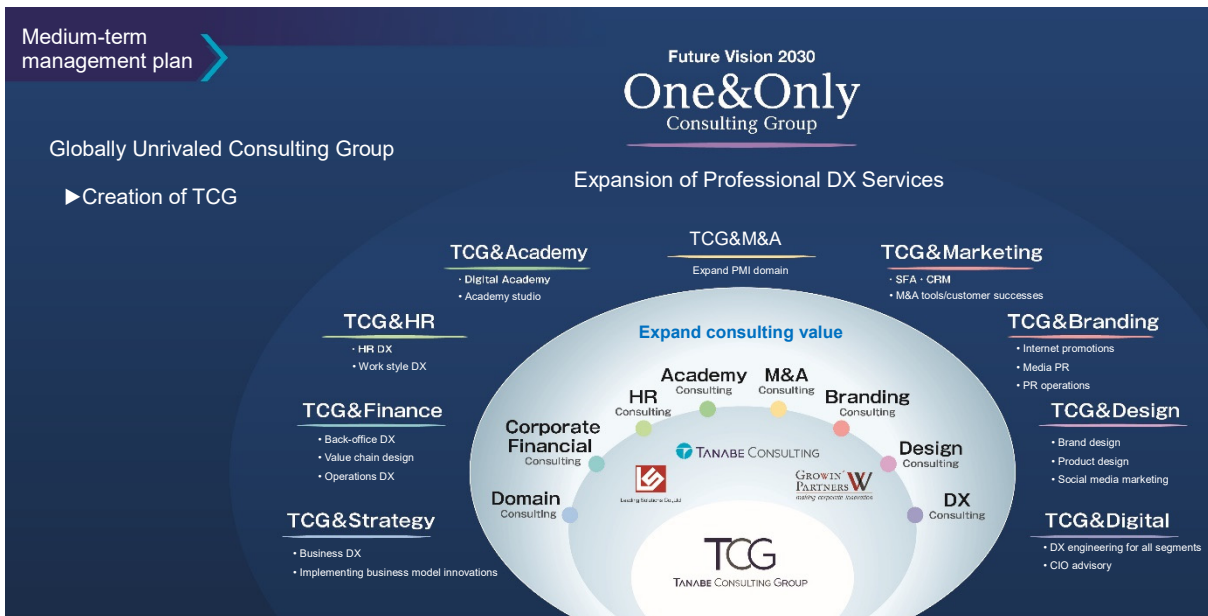 Medium-term
management plan
Future Vision 2030
One&Only
Consulting Group
Globally Unrivaled Consulting Group
▶Creation of TCG
Expansion of Professional DX Services
TCG&Academy
・Digital Academy
• Academy studio
TCG&M&A
Expand PMI domain
TCG&Marketing
・SFA・CRM
• M&A tools/customer successes
TCG&HR
・HR DX
• Work style DX
TCG&Branding
• Internet promotions
• Media PR
• PR operations
TCG&Finance
• Back-office DX
• Value chain design
• Operations DX
TCG&Design
• Brand design
• Product design
• Social media marketing
TCG&Strategy
• Business DX
• Implementing business model innovations
TCG&Digital
• DX engineering for all segments
• CIO advisory
Expand consulting value
Domain
Consulting
Corporate
Financial
Consulting
HR
Consulting
Academy
Consulting
M&A
Consulting
Branding
Consulting
Design
Consulting
DX
Consulting
TANABE CONSULTING
Leading Solutions Co.,Ltd
GROWIN'
PARTNERS
making corporate innovation
TCG
TANABE CONSULTING GROUP